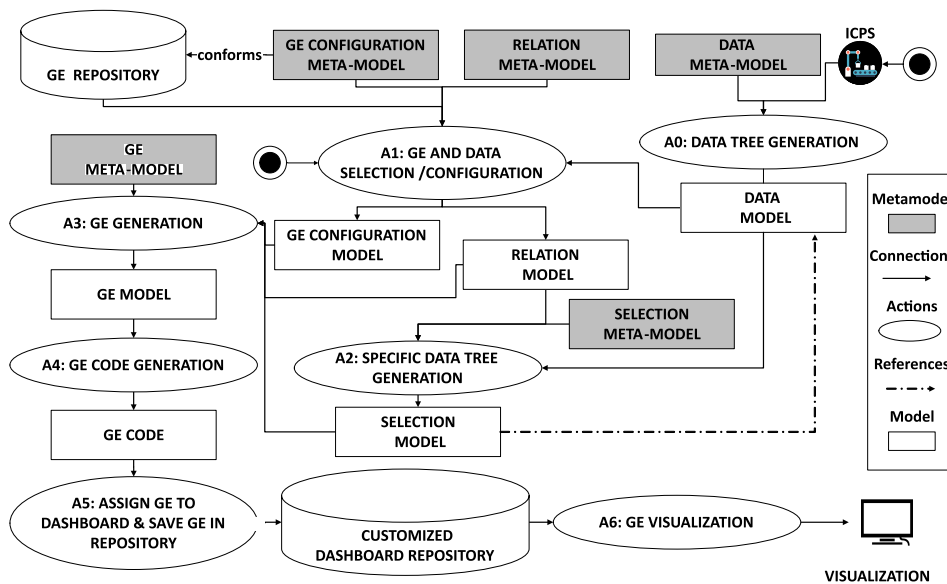 GE REPOSITORY
conforms
GE CONFIGURATION
META-MODEL
RELATION
META-MODEL
DATA
META-MODEL
ICPS
GE
META-MODEL
A1: GE AND DATA
SELECTION /CONFIGURATION
A0: DATA TREE GENERATION
A3: GE GENERATION
GE CONFIGURATION
MODEL
RELATION
MODEL
DATA
MODEL
GE MODEL
SELECTION
META-MODEL
A4: GE CODE GENERATION
A2: SPECIFIC DATA TREE
GENERATION
GE CODE
SELECTION
MODEL
A5: ASSIGN GE TO
DASHBOARD & SAVE GE IN
REPOSITORY
CUSTOMIZED
DASHBOARD REPOSITORY
A6: GE VISUALIZATION
VISUALIZATION
Metamode
Connection
Actions
References
Model